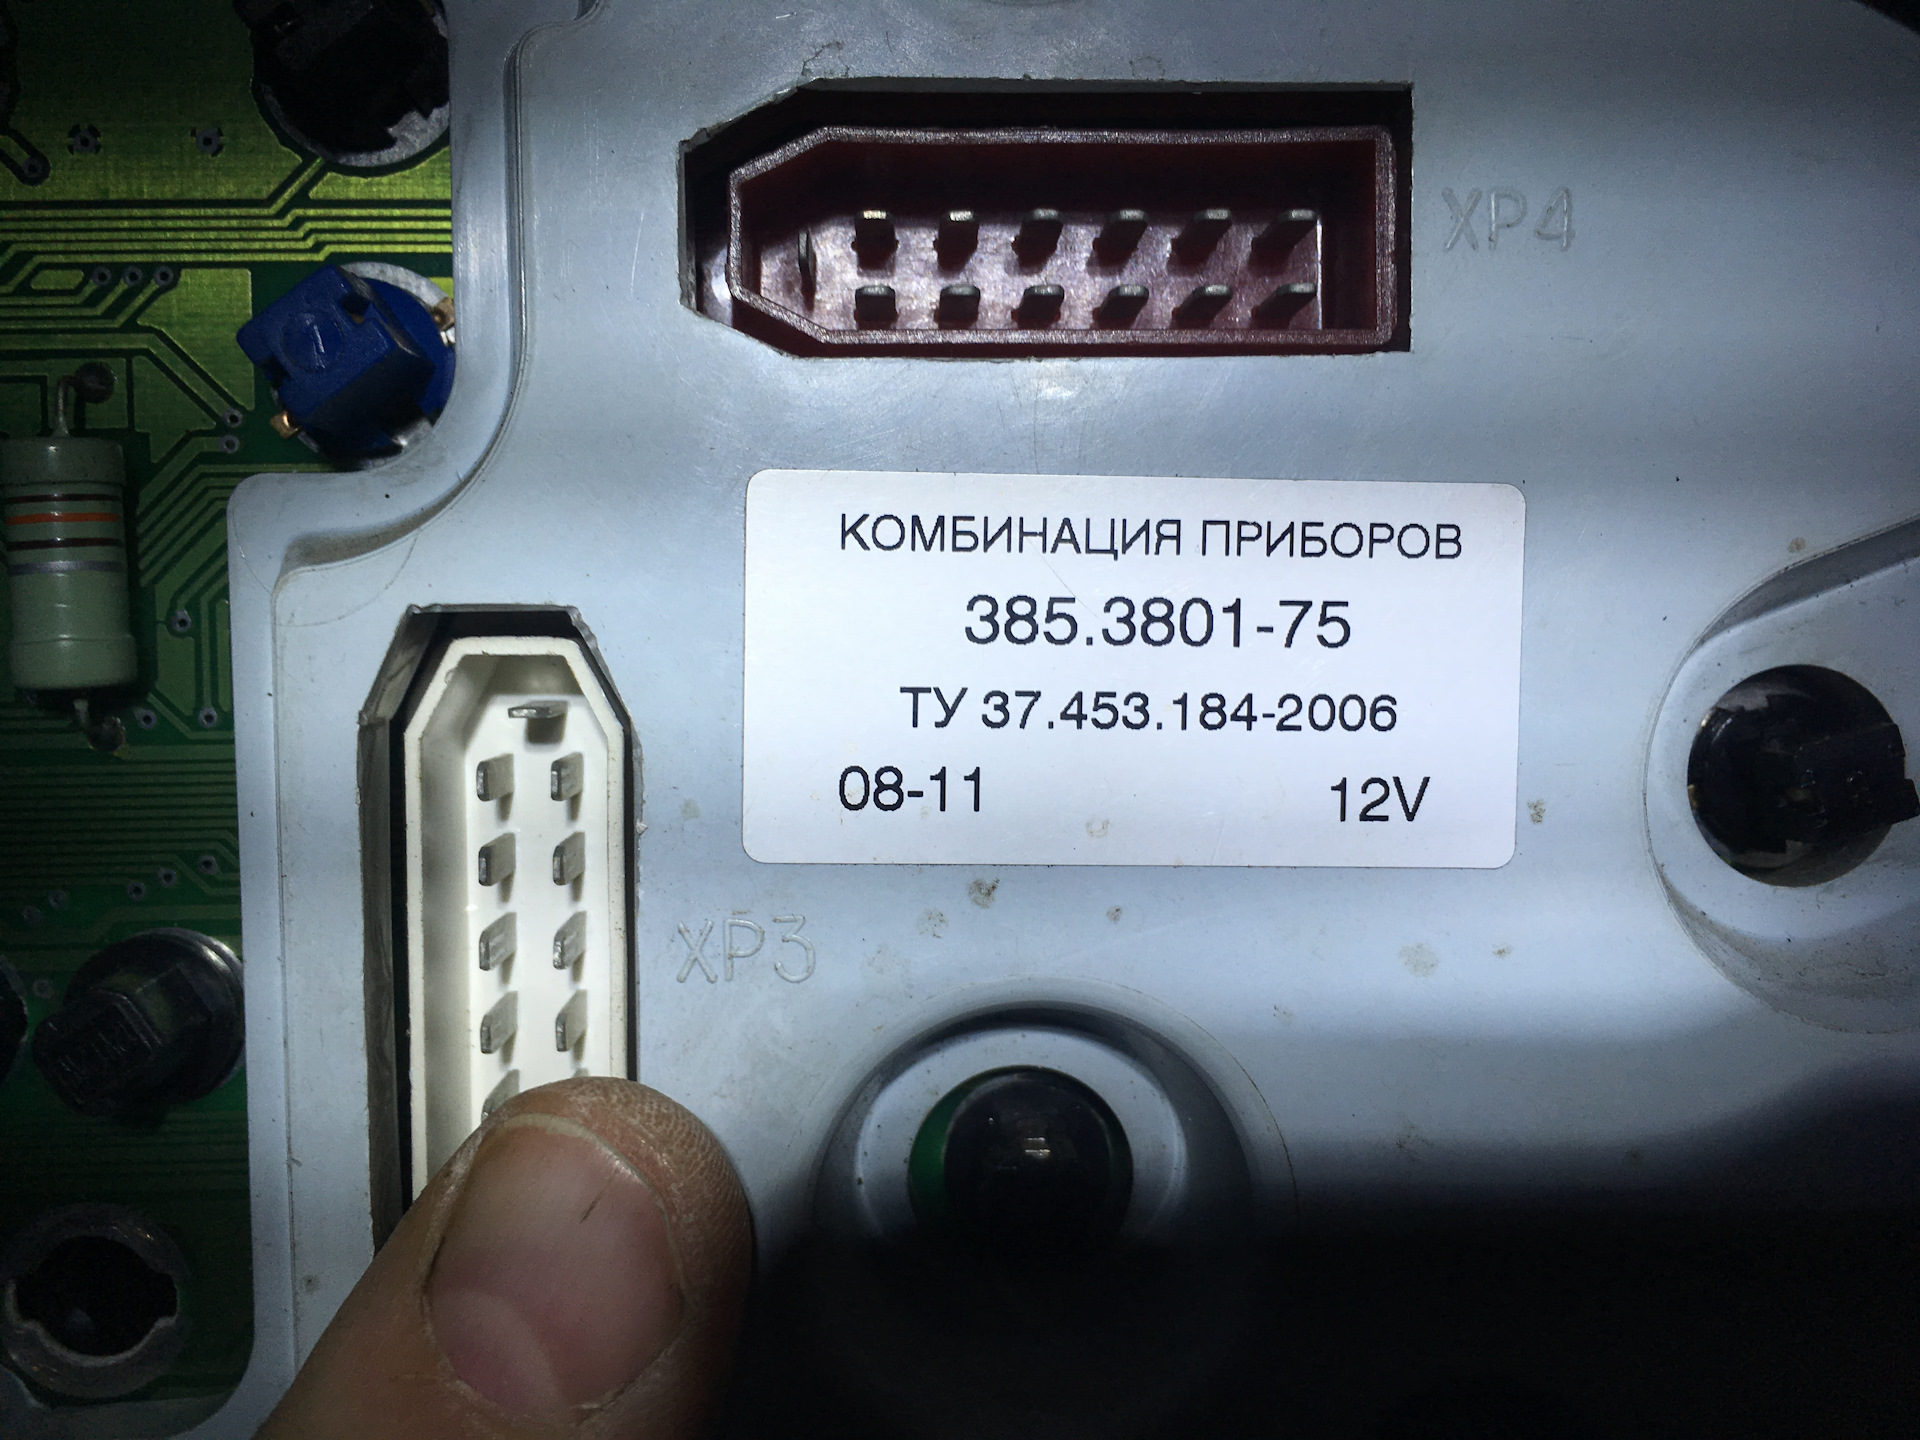 XP4
КОМБИНАЦИЯ ПРИБОРОВ
385.3801-75
ТУ 37.453.184-2006
08-11 12V
XP3